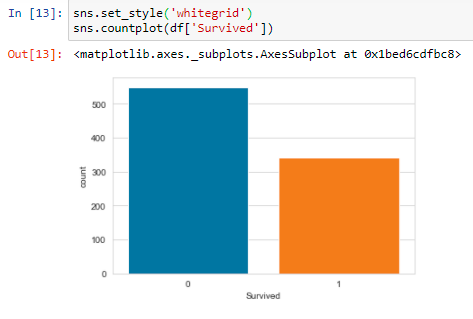 In [13]: sns.set_style('whitegrid')
sns.countplot(df['Survived'])
Out[13]: <matplotlib.axes._subplots.AxesSubplot at 0x1bed6cdfbc8>
500
400
300
200
100
0
count
0 1
Survived